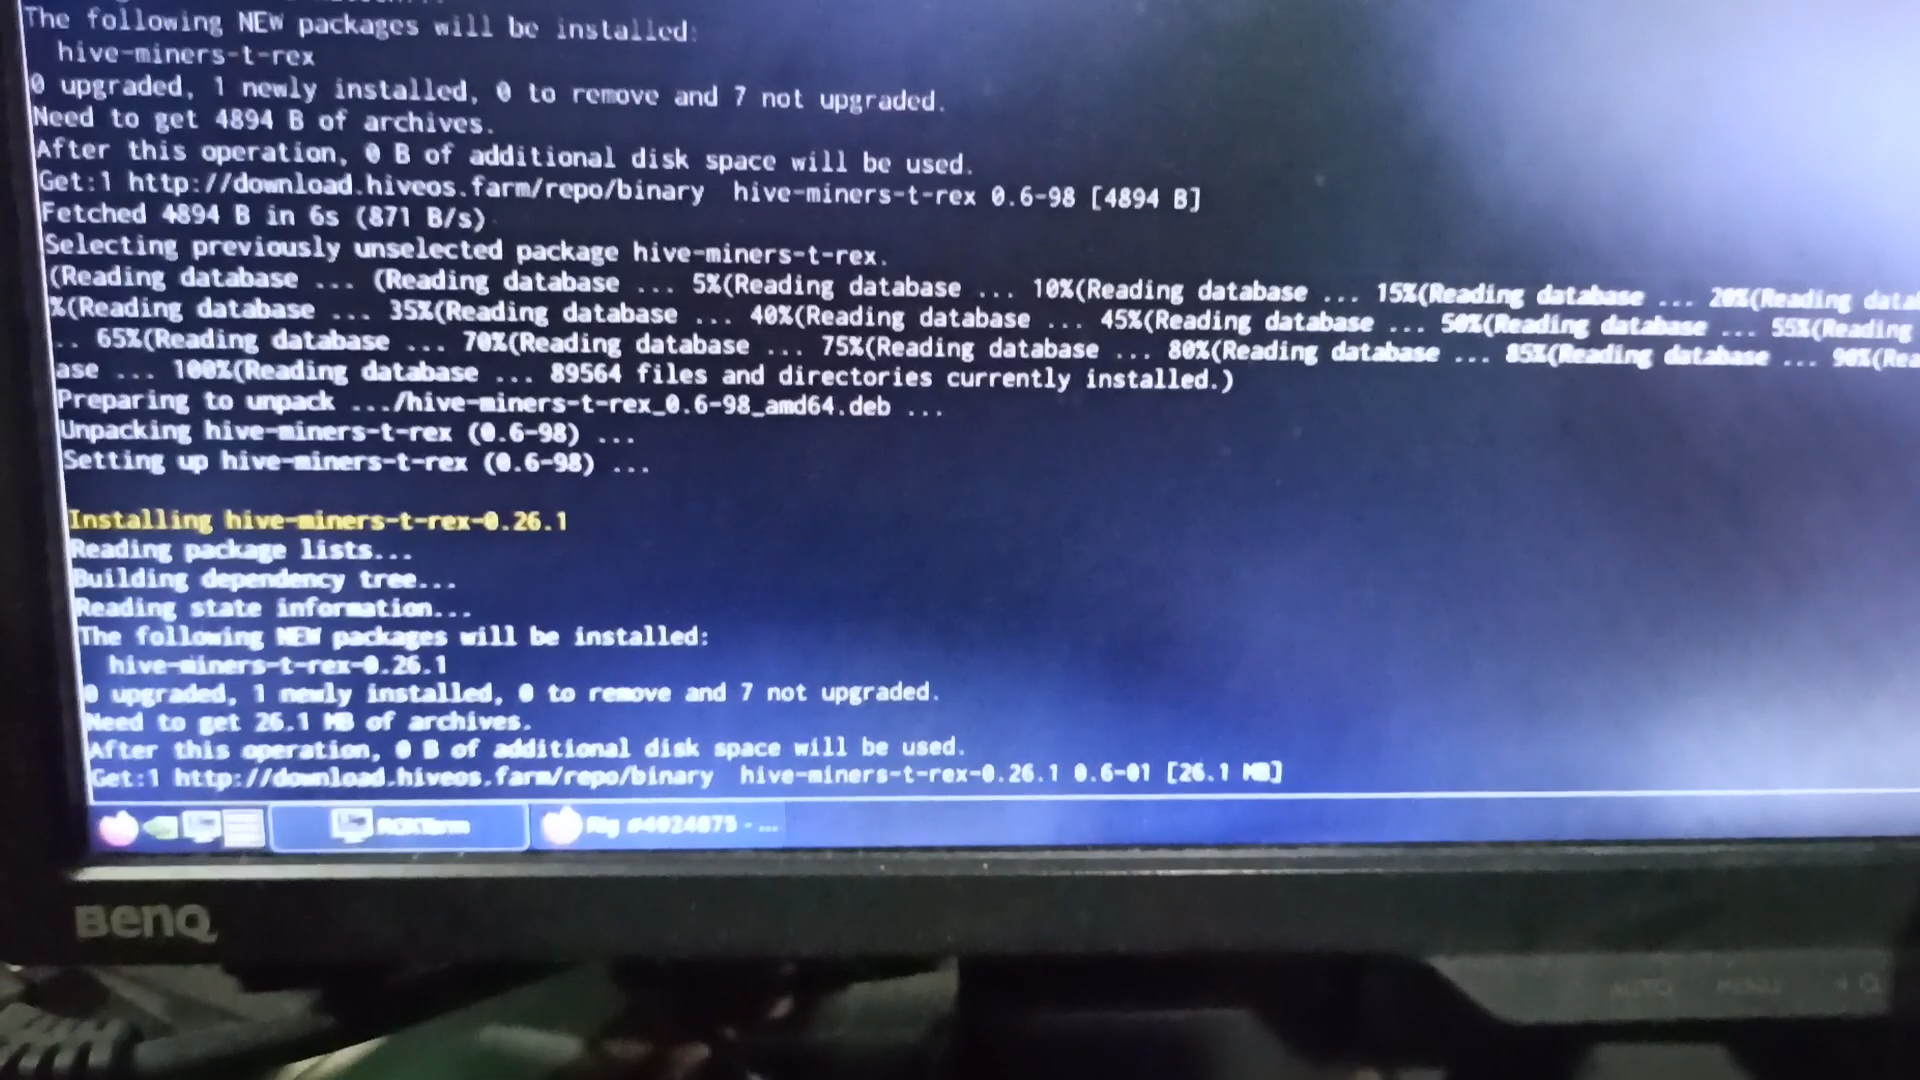 The following NEW packages will be installed:
hive-miners-t-rex
0 upgraded, 1 newly installed, 0 to remove and 7 not upgraded.
Need to get 4894 B of archives.
After this operation, 0 B of additional disk space will be used.
Get:1 http://download.hiveos.farm/repo/binary  hive-miners-t-rex 0.6-98 [4894 B]
Fetched 4894 B in 6s (871 B/s)
Selecting previously unselected package hive-miners-t-rex.
(Reading database ... (Reading database ... 5%(Reading database ... 10%(Reading database ... 15%(Reading database ... 20%(Reading
%(Reading database ... 35%(Reading database ... 40%(Reading database ... 45%(Reading database ... 50%(Reading database ... 55%(Reading
.. 65%(Reading database ... 70%(Reading database ... 75%(Reading database ... 80%(Reading database ... 85%(Reading database ... 90%(Rea
ase ... 100%(Reading database ... 89564 files and directories currently installed.)
Preparing to unpack .../hive-miners-t-rex_0.6-98_amd64.deb ...
Unpacking hive-miners-t-rex (0.6-98) ...
Setting up hive-miners-t-rex (0.6-98) ...
Installing hive-miners-t-rex-0.26.1
Reading package lists...
Building dependency tree...
Reading state information...
The following NEW packages will be installed:
hive-miners-t-rex-0.26.1
0 upgraded, 1 newly installed, 0 to remove and 7 not upgraded.
Need to get 26.1 MB of archives.
After this operation, 0 B of additional disk space will be used.
Get:1 http://download.hiveos.farm/repo/binary  hive-miners-t-rex-0.26.1 0.6-01 [26.1 MB]
Rig #4024075 - ...
BenQ
AUTO MENU